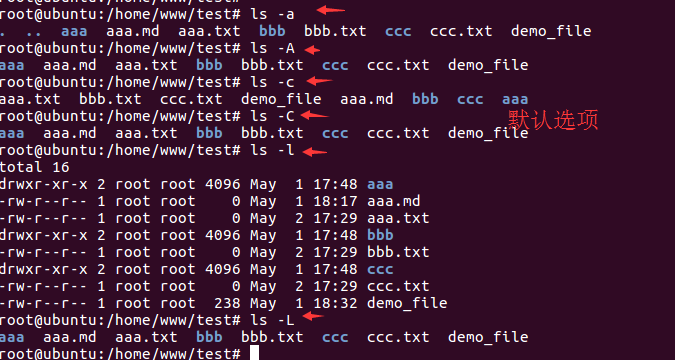 root@ubuntu:/home/www/test# ls -a
.  ..  aaa  aaa.md  aaa.txt  bbb  bbb.txt  ccc  ccc.txt  demo_file
root@ubuntu:/home/www/test# ls -A
aaa  aaa.md  aaa.txt  bbb  bbb.txt  ccc  ccc.txt  demo_file
root@ubuntu:/home/www/test# ls -c
aaa.txt  bbb.txt  ccc.txt  demo_file  aaa.md  bbb  ccc  aaa
root@ubuntu:/home/www/test# ls -C
默认选项
aaa  aaa.md  aaa.txt  bbb  bbb.txt  ccc  ccc.txt  demo_file
root@ubuntu:/home/www/test# ls -l
total 16
drwxr-xr-x 2 root root 4096 May  1 17:48 aaa
-rw-r--r-- 1 root root    0 May  1 18:17 aaa.md
-rw-r--r-- 1 root root    0 May  2 17:29 aaa.txt
drwxr-xr-x 2 root root 4096 May  1 17:48 bbb
-rw-r--r-- 1 root root    0 May  2 17:29 bbb.txt
drwxr-xr-x 2 root root 4096 May  1 17:48 ccc
-rw-r--r-- 1 root root    0 May  2 17:29 ccc.txt
-rw-r--r-- 1 root root  238 May  1 18:32 demo_file
root@ubuntu:/home/www/test# ls -L
aaa  aaa.md  aaa.txt  bbb  bbb.txt  ccc  ccc.txt  demo_file
root@ubuntu:/home/www/test#